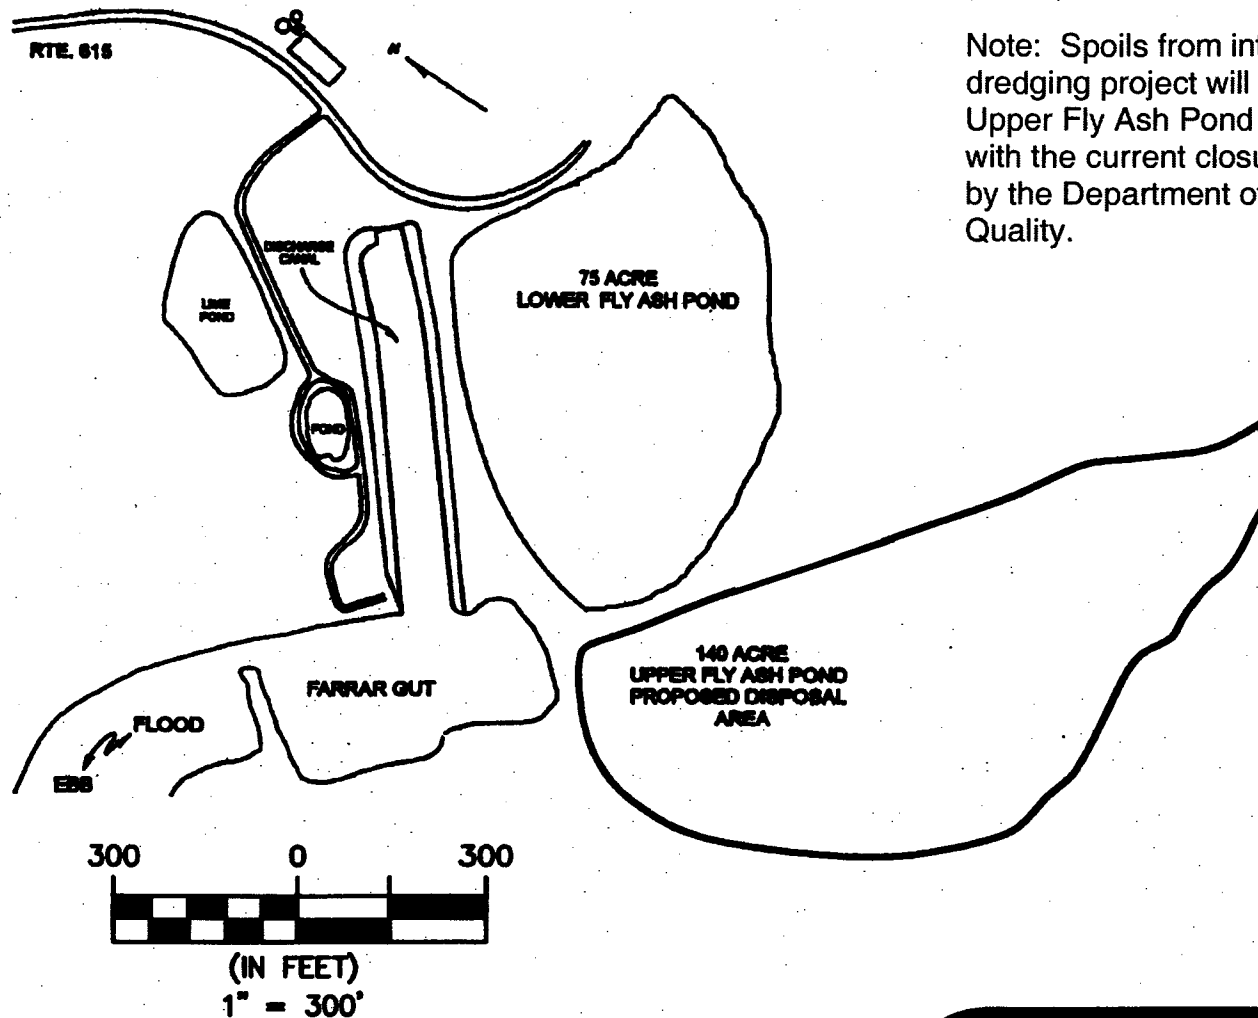 RTE. 615
N
Note: Spoils from int
dredging project will
Upper Fly Ash Pond
with the current closu
by the Department of
Quality.
DISCHARGE
CANAL
75 ACRE
LOWER FLY ASH POND
LIME
POND
POND
140 ACRE
UPPER FLY ASH POND
PROPOSED DISPOSAL
AREA
FARRAR GUT
FLOOD
EBB
300 0 300
(IN FEET)
1" = 300'